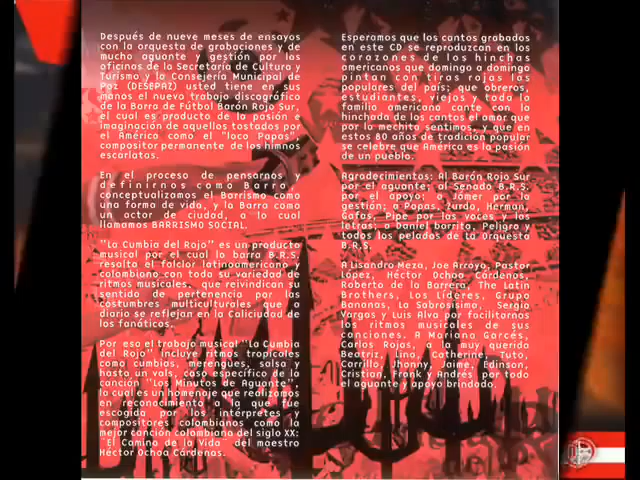 Después de nueve meses de ensayos
con la orquesta de grabaciones y de
mucho aguante y gestión por los
oficinas de la Secretaría de Cultura y
Turismo y la Consejería Municipal de
Paz (DESEPAZ) usted tiene en sus
manos el nuevo trabajo discográfico
de la Barra de Fútbol Barón Rojo Sur,
el cual es producto de la pasión e
imaginación de aquellos tostados por
el América como el "loco Papas",
compositor permanente de los himnos
escarlatas.
En el proceso de pensarnos y
definirnos como Barra,
conceptualizamos el Barrismo como
una forma de vida, y la Barra como
un actor de ciudad, a lo cual
llamamos BARRISMO SOCIAL.
"La Cumbia del Rojo" es un producto
musical por el cual la barra B.R.S.
resalta el folclor latinoamericano y
colombiano con toda su variedad de
ritmos musicales, que reivindican su
sentido de pertenencia por las
costumbres multiculturales que a
diario se reflejan en la Caliciudad de
los fanáticos.
Por eso el trabajo musical "La Cumbia
del Rojo" incluye ritmos tropicales
como cumbias, merengues, salsa y
hasta un vals, caso específico de la
canción "Los Minutos de Aguante",
lo cual es un homenaje que realizamos
en reconocimiento a la que fue
escogida por los intérpretes y
compositores colombianos como la
mejor canción colombiana del siglo XX:
"El Camino de la Vida" del maestro
Héctor Ochoa Cárdenas.
Esperamos que los cantos grabados
en este CD se reproduzcan en los
corazones de los hinchas
americanos que domingo a domingo
pintan con tiras rojas las
populares del país; que obreros,
estudiantes, viejos y toda la
familia americana cante con la
hinchada de los cantos el amor que
por la mechita sentimos, y que en
estos 80 años de tradición popular
se celebre que América es la pasión
de un pueblo.
Agradecimientos: Al Barón Rojo Sur
por el aguante; al Senado B.R.S.
por el apoyo; a Jomer por la
gestión; a Papas, Zurdo, Herman,
Gafas, Pipe por las voces y las
letras; a Daniel barrita, Peligro y
todos los pelados de la Orquesta
B.R.S.
A Lisandro Meza, Joe Arroyo, Pastor
López, Héctor Ochoa Cárdenas,
Roberto de la Barrera, The Latin
Brothers, Los Líderes, Grupo
Bananas, La Sabrosísima, Sergio
Vargas y Luis Alva por facilitarnos
los ritmos musicales de sus
canciones. A Mariana Garcés,
Carlos Rojas, a la muy querida
Beatriz, Lina, Catherine, Tuto,
Carrillo, Jhonny, Jaime, Edinson,
Cristian, Frank y Andrés por todo
el aguante y apoyo brindado.